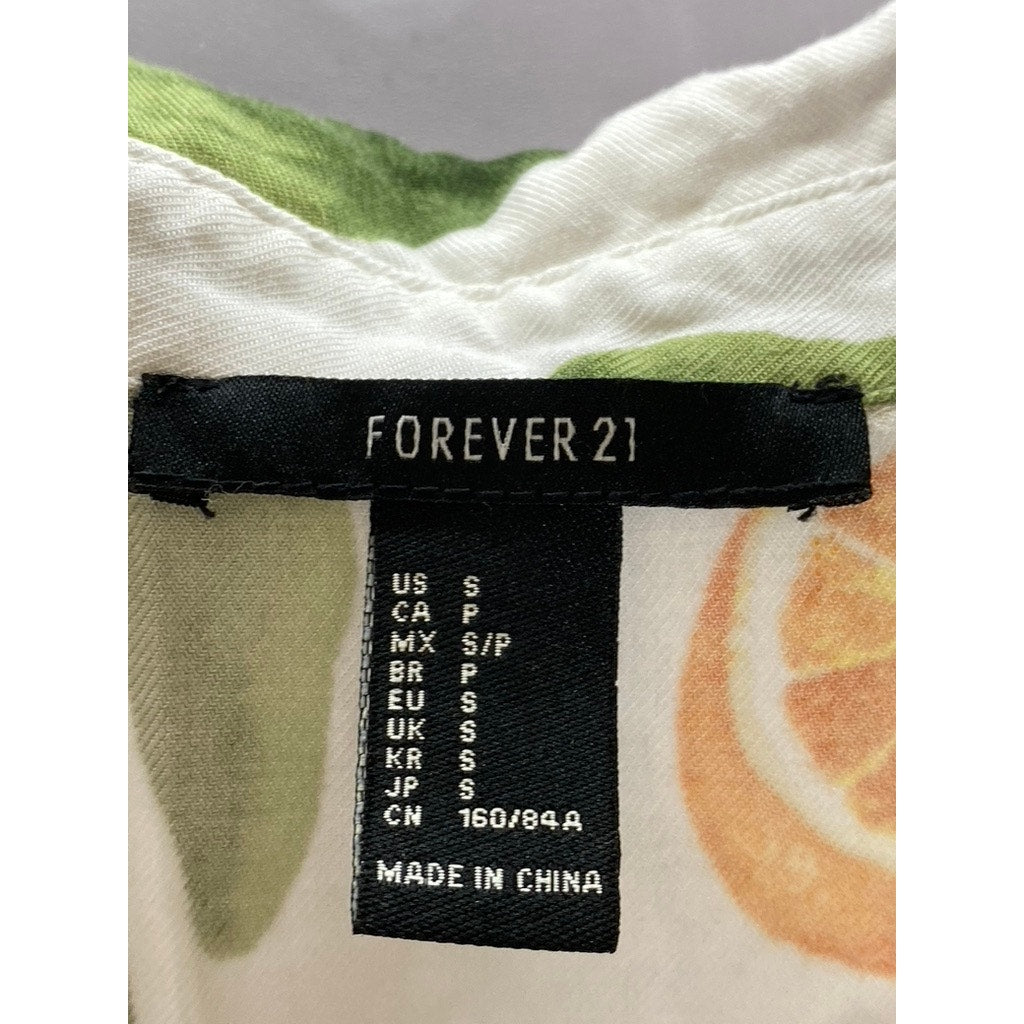 FOREVER 21
US S
CA P
MX S/P
BR P
EU S
UK S
KR S
JP S
CN 160/84A
MADE IN CHINA